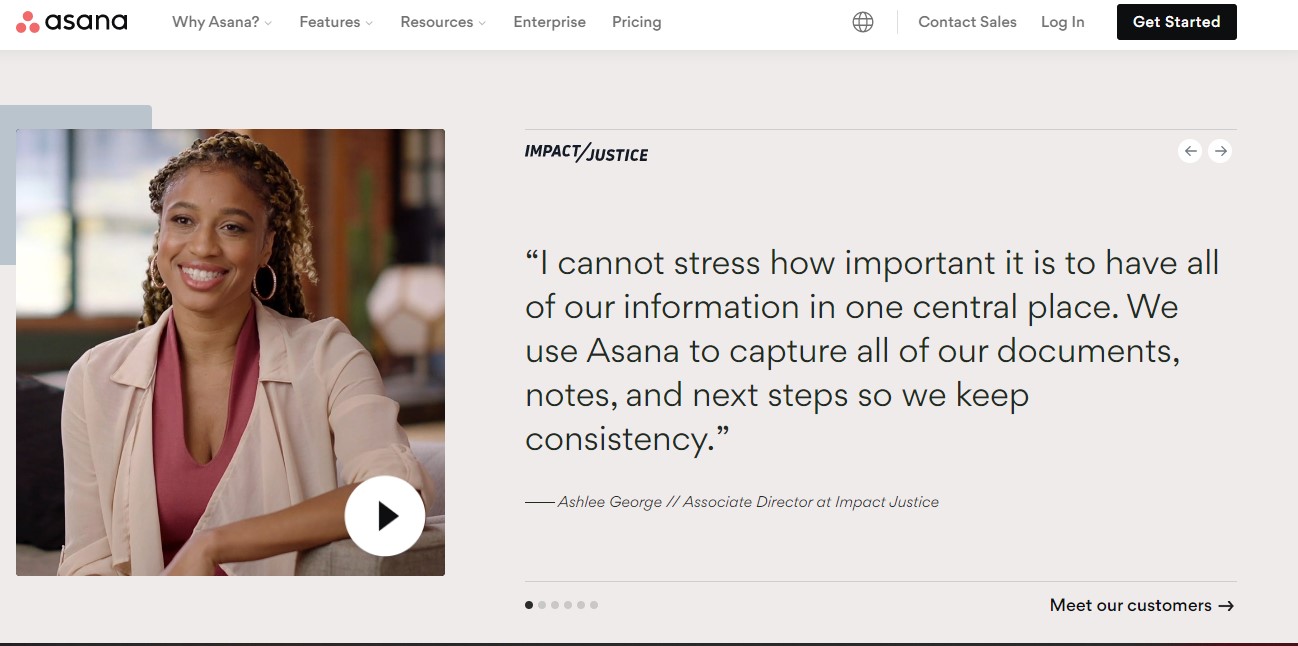 asana
Why Asana?
Features
Resources
Enterprise
Pricing
Contact Sales
Log In
Get Started
IMPACT/JUSTICE
“I cannot stress how important it is to have all
of our information in one central place. We
use Asana to capture all of our documents,
notes, and next steps so we keep
consistency.”
Ashlee George // Associate Director at Impact Justice
Meet our customers →